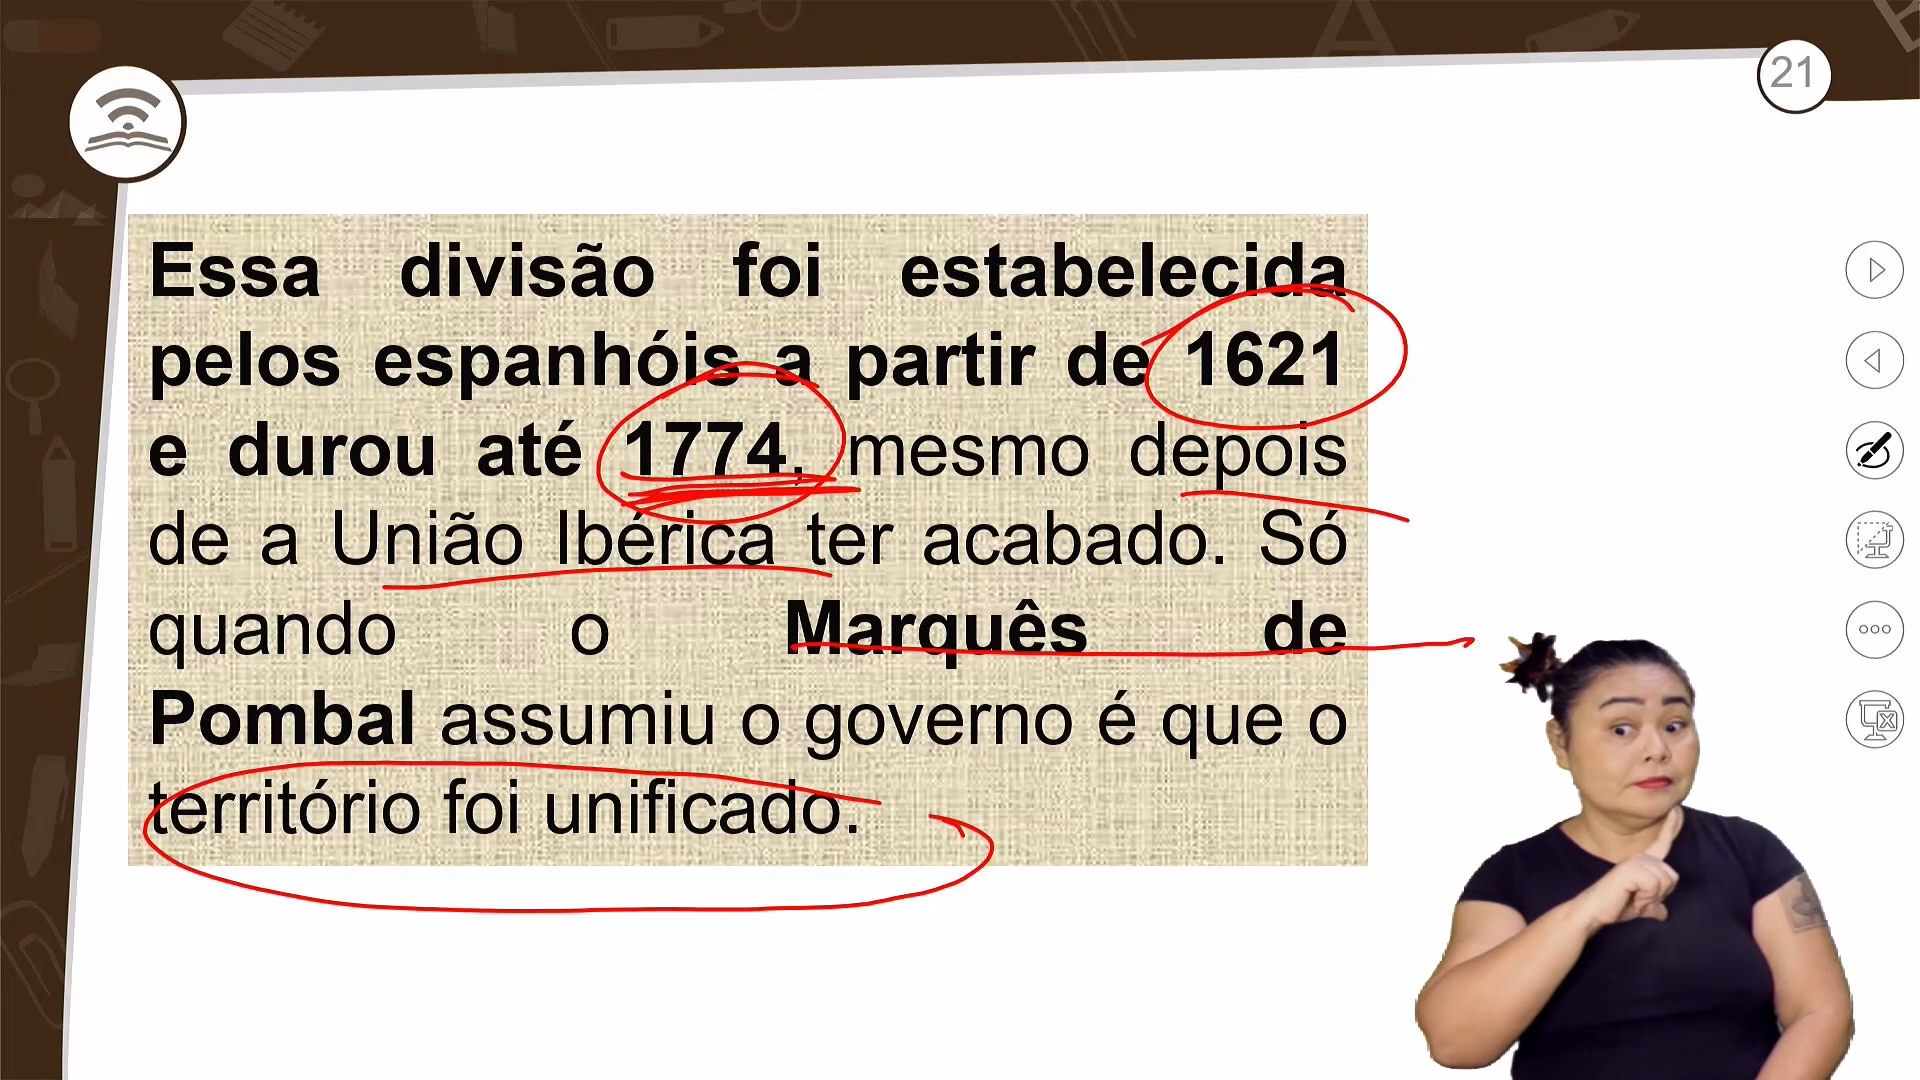 21
Essa divisão foi estabelecida
pelos espanhóis a partir de 1621
e durou até 1774, mesmo depois
de a União Ibérica ter acabado. Só
quando o Marquês de
Pombal assumiu o governo é que o
território foi unificado.